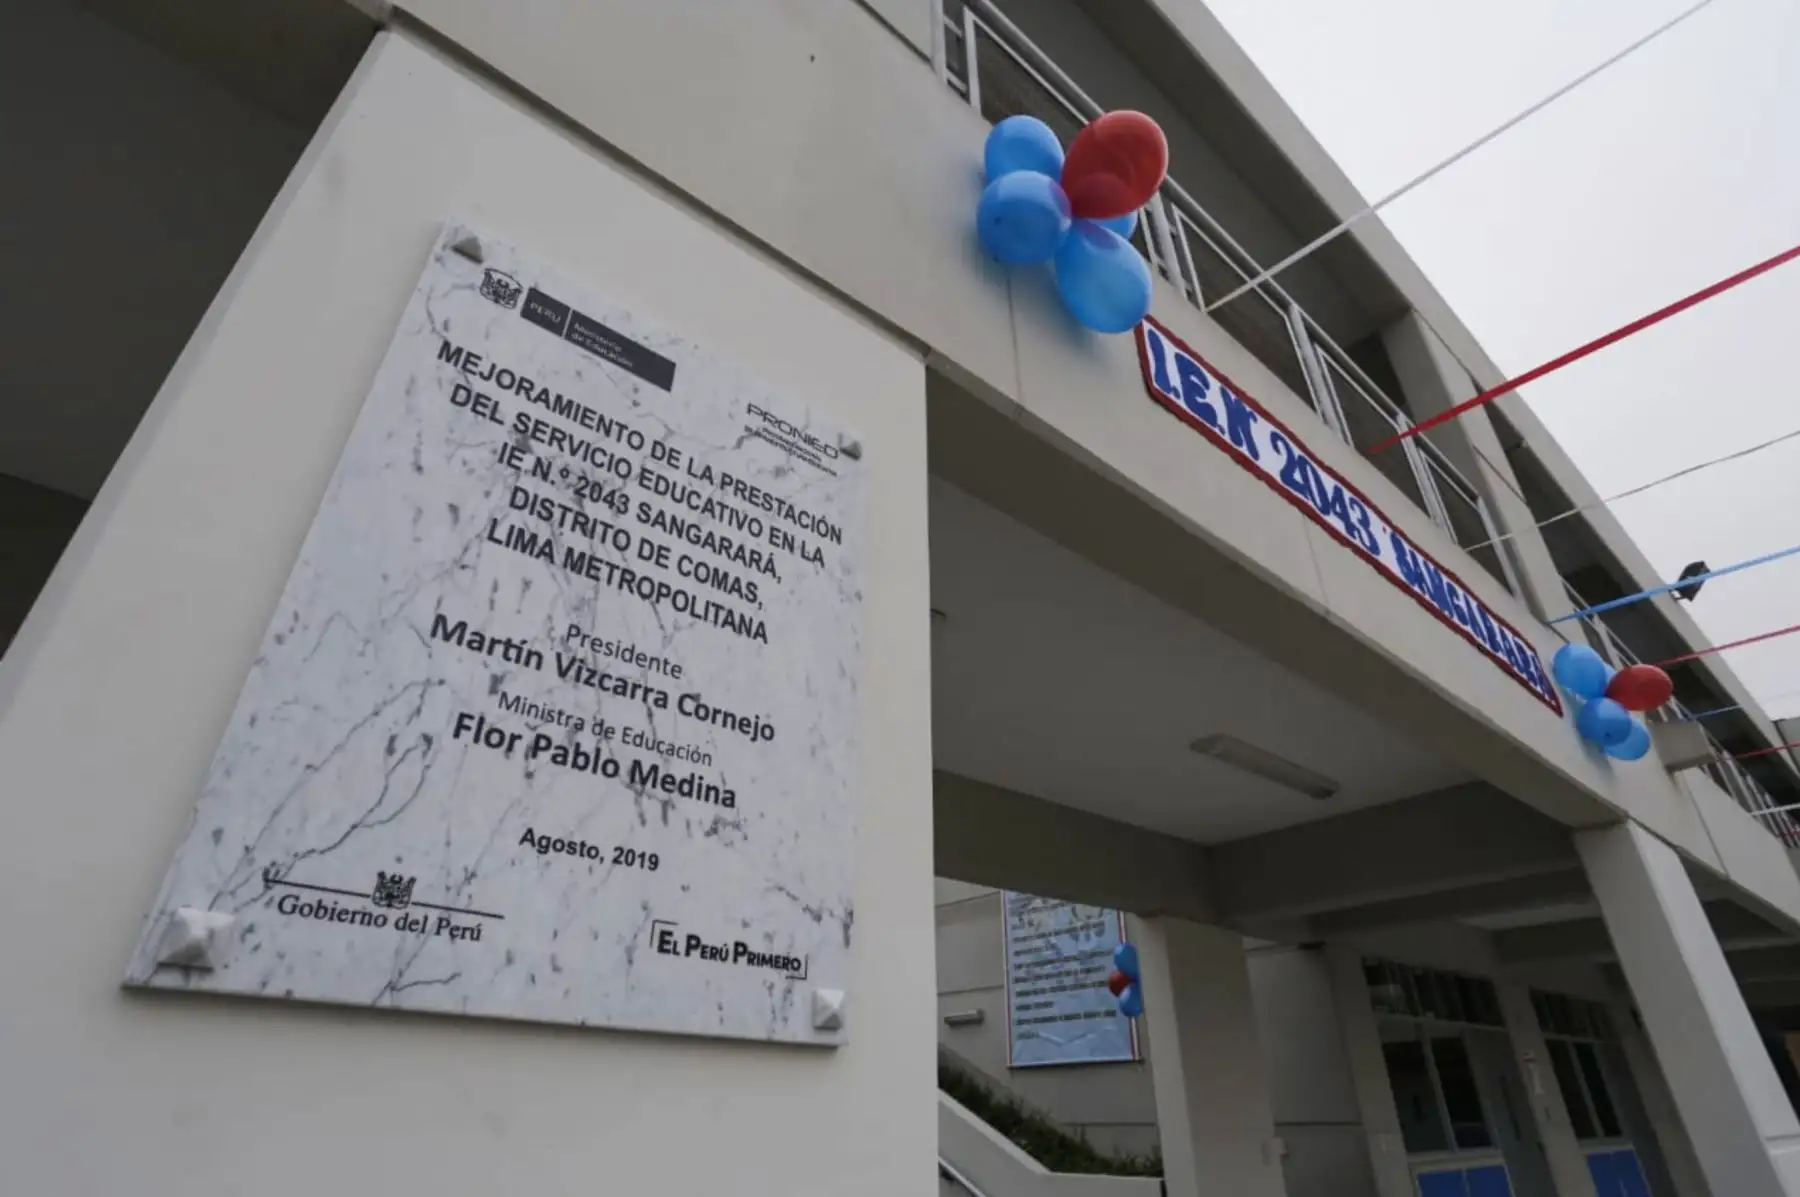 PERÚ
Ministerio
de Educación
PRONIED
MEJORAMIENTO DE LA PRESTACIÓN
DEL SERVICIO EDUCATIVO EN LA
IE N.º 2043 SANGARARÁ,
DISTRITO DE COMAS,
LIMA METROPOLITANA
Presidente
Martín Vizcarra Cornejo
Ministra de Educación
Flor Pablo Medina
Agosto, 2019
Gobierno del Perú
EL PERÚ PRIMERO
I.E.Nº 2043 "SANGARARA"